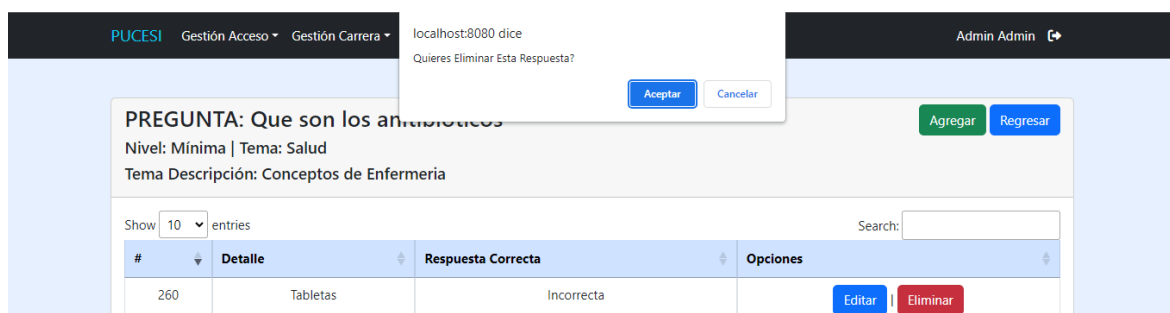 PUCESI Gestión Acceso Gestión Carrera Admin Admin
localhost:8080 dice
Quieres Eliminar Esta Respuesta?
Aceptar Cancelar
PREGUNTA: Que son los anitibioticos Agregar Regresar
Nivel: Mínima | Tema: Salud
Tema Descripción: Conceptos de Enfermeria
Show 10 entries Search:
# Detalle Respuesta Correcta Opciones
260 Tabletas Incorrecta Editar | Eliminar